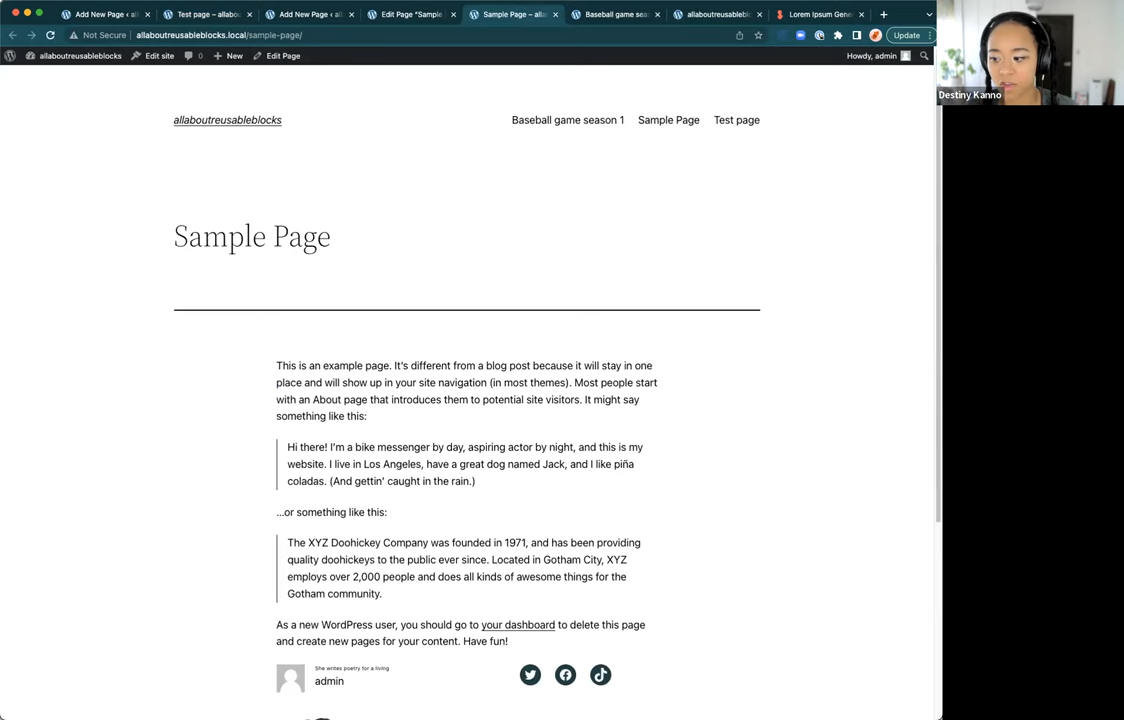 Add New Page ‹ all
Test page – allabou
Add New Page ‹ all
Edit Page "Sample
Sample Page – alla
Baseball game seas
allaboutreusablebl
Lorem Ipsum Gene
Not Secure
allaboutreusableblocks.local/sample-page/
Update
allaboutreusableblocks
Edit site
0
New
Edit Page
Howdy, admin
Destiny Kanno
allaboutreusableblocks
Baseball game season 1
Sample Page
Test page
Sample Page
This is an example page. It's different from a blog post because it will stay in one
place and will show up in your site navigation (in most themes). Most people start
with an About page that introduces them to potential site visitors. It might say
something like this:
Hi there! I'm a bike messenger by day, aspiring actor by night, and this is my
website. I live in Los Angeles, have a great dog named Jack, and I like piña
coladas. (And gettin' caught in the rain.)
...or something like this:
The XYZ Doohickey Company was founded in 1971, and has been providing
quality doohickeys to the public ever since. Located in Gotham City, XYZ
employs over 2,000 people and does all kinds of awesome things for the
Gotham community.
As a new WordPress user, you should go to your dashboard to delete this page
and create new pages for your content. Have fun!
She writes poetry for a living
admin